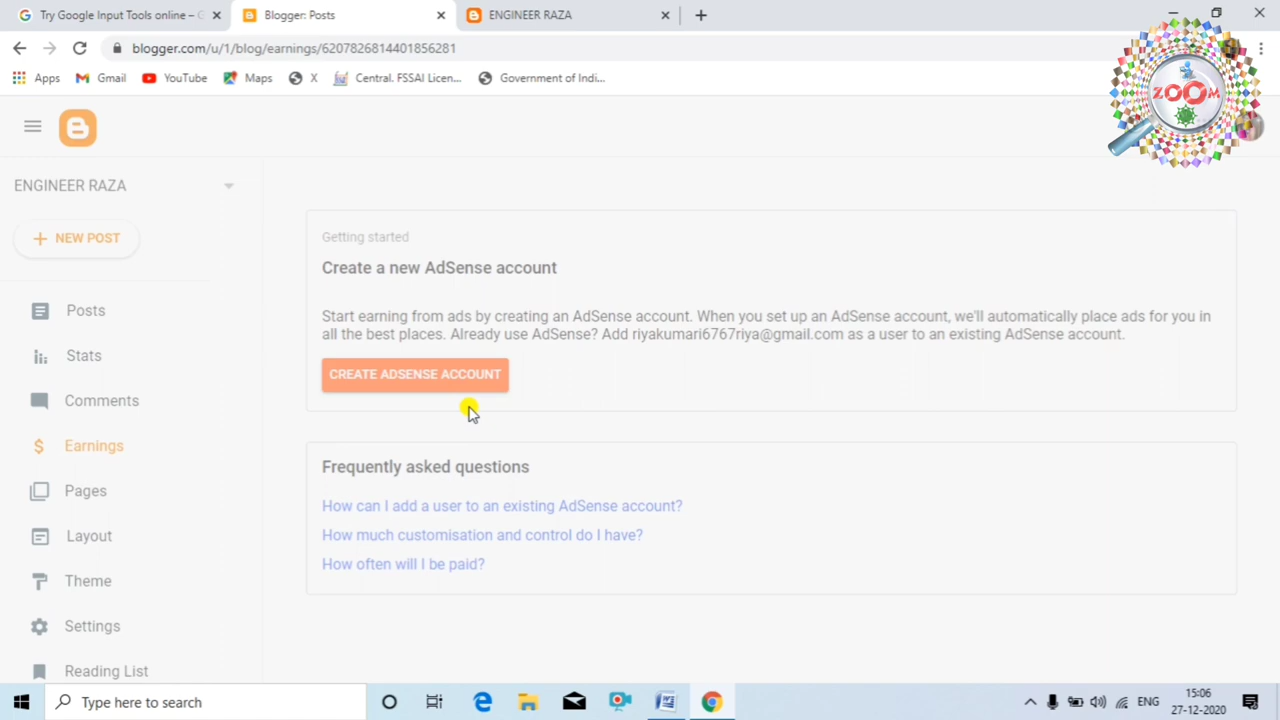 Try Google Input Tools online –
Blogger: Posts
ENGINEER RAZA
blogger.com/u/1/blog/earnings/6207826814401856281
Apps
Gmail
YouTube
Maps
X
Central. FSSAI Licen...
Government of Indi...
ZOOM
ENGINEER RAZA
+ NEW POST
Posts
Stats
Comments
Earnings
Pages
Layout
Theme
Settings
Reading List
Getting started
Create a new AdSense account
Start earning from ads by creating an AdSense account. When you set up an AdSense account, we'll automatically place ads for you in
all the best places. Already use AdSense? Add riyakumari6767riya@gmail.com as a user to an existing AdSense account.
CREATE ADSENSE ACCOUNT
Frequently asked questions
How can I add a user to an existing AdSense account?
How much customisation and control do I have?
How often will I be paid?
Type here to search
ENG
15:06
27-12-2020